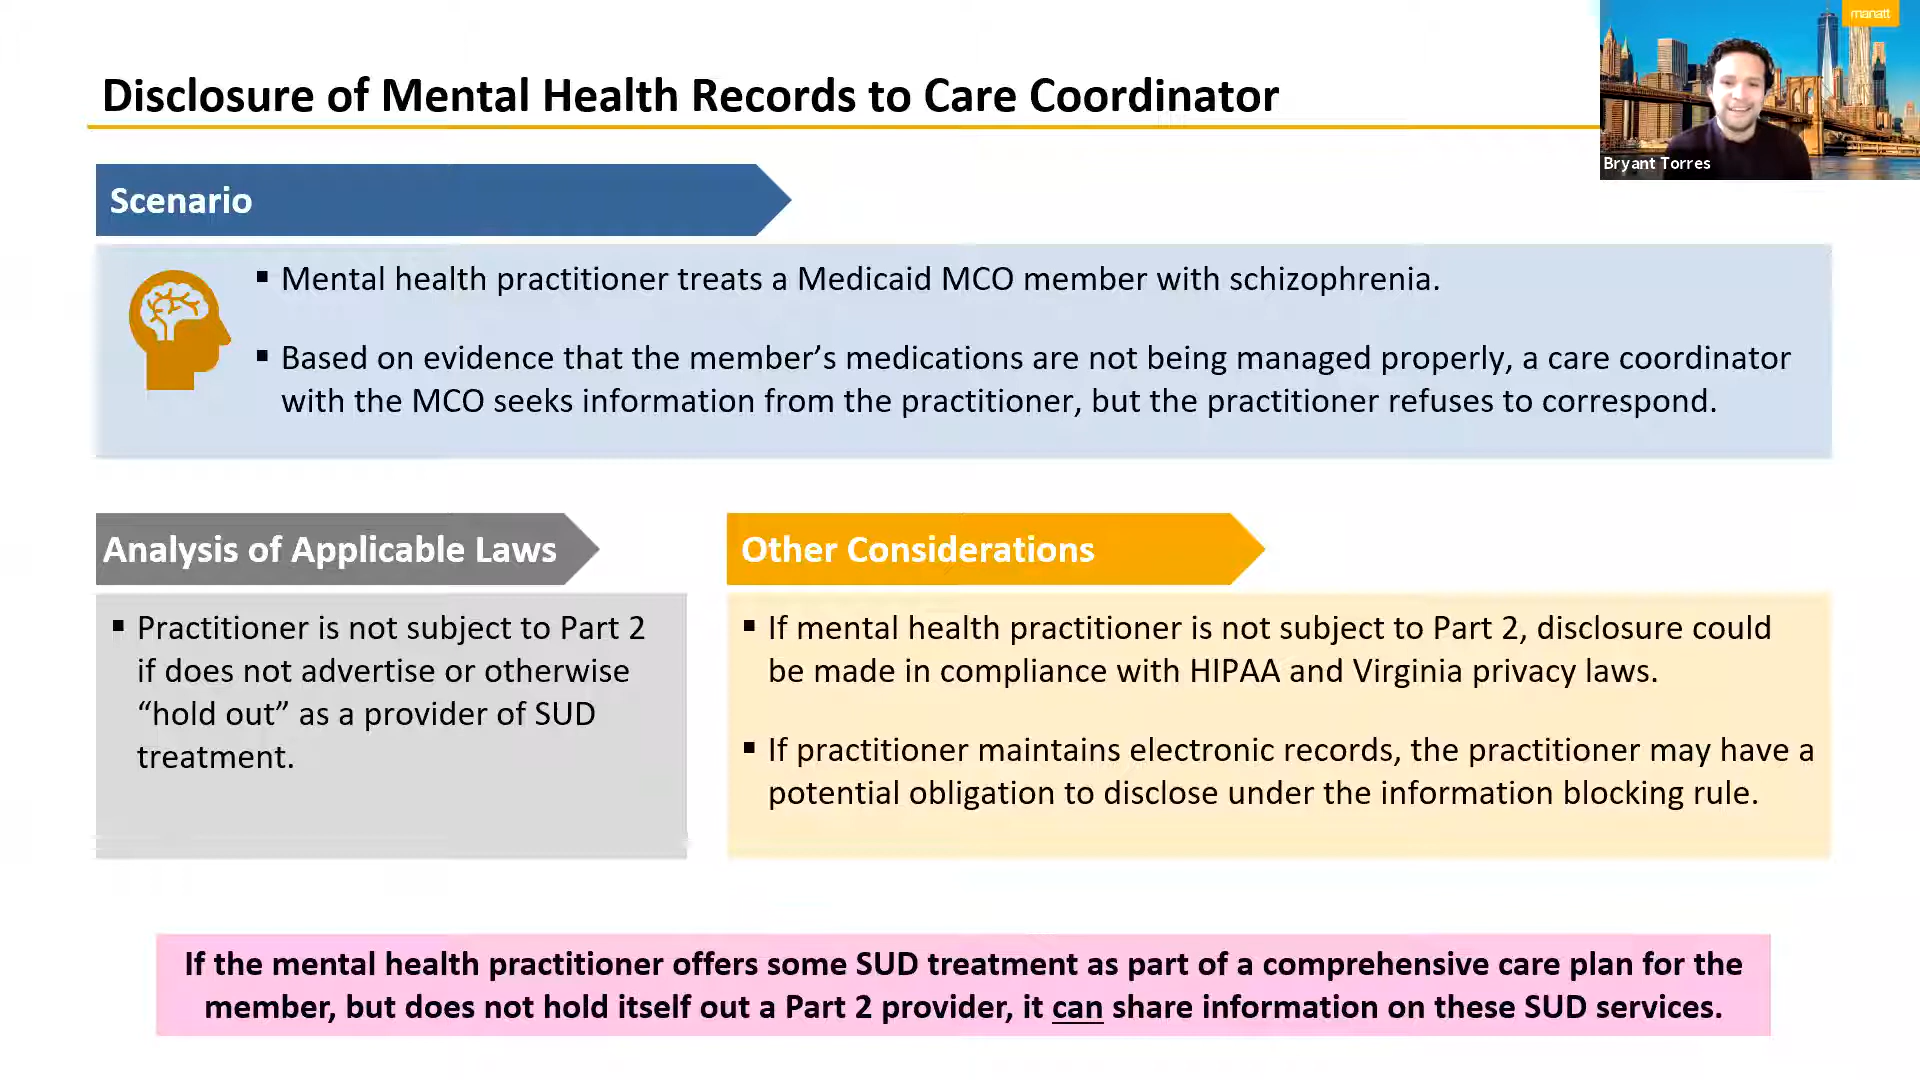 manatt
Disclosure of Mental Health Records to Care Coordinator
Bryant Torres
Scenario
▪ Mental health practitioner treats a Medicaid MCO member with schizophrenia.
▪ Based on evidence that the member’s medications are not being managed properly, a care coordinator
with the MCO seeks information from the practitioner, but the practitioner refuses to correspond.
Analysis of Applicable Laws
▪ Practitioner is not subject to Part 2
if does not advertise or otherwise
“hold out” as a provider of SUD
treatment.
Other Considerations
▪ If mental health practitioner is not subject to Part 2, disclosure could
be made in compliance with HIPAA and Virginia privacy laws.
▪ If practitioner maintains electronic records, the practitioner may have a
potential obligation to disclose under the information blocking rule.
If the mental health practitioner offers some SUD treatment as part of a comprehensive care plan for the
member, but does not hold itself out a Part 2 provider, it can share information on these SUD services.